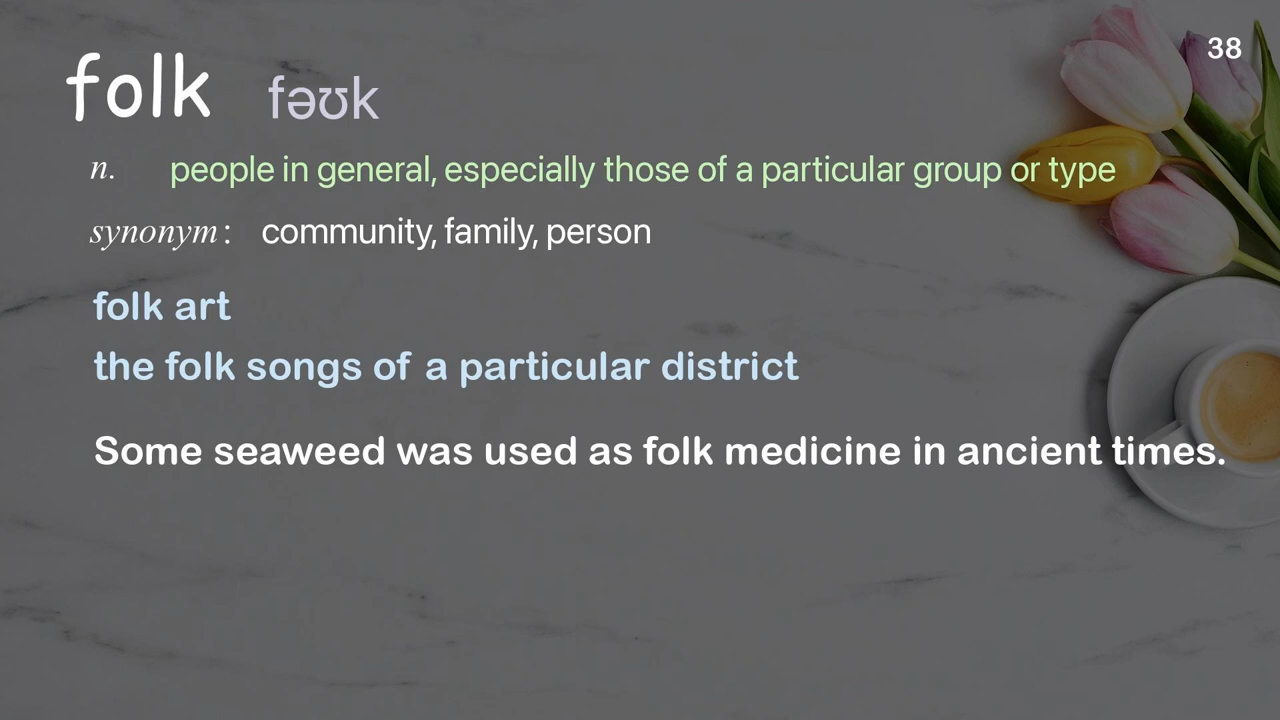 38
folk fəʊk
n. people in general, especially those of a particular group or type
synonym: community, family, person
folk art
the folk songs of a particular district
Some seaweed was used as folk medicine in ancient times.